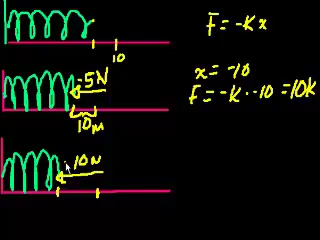 F = -Kx
10
x = -10
-5N
F = -K · -10 = 10K
10m
10N